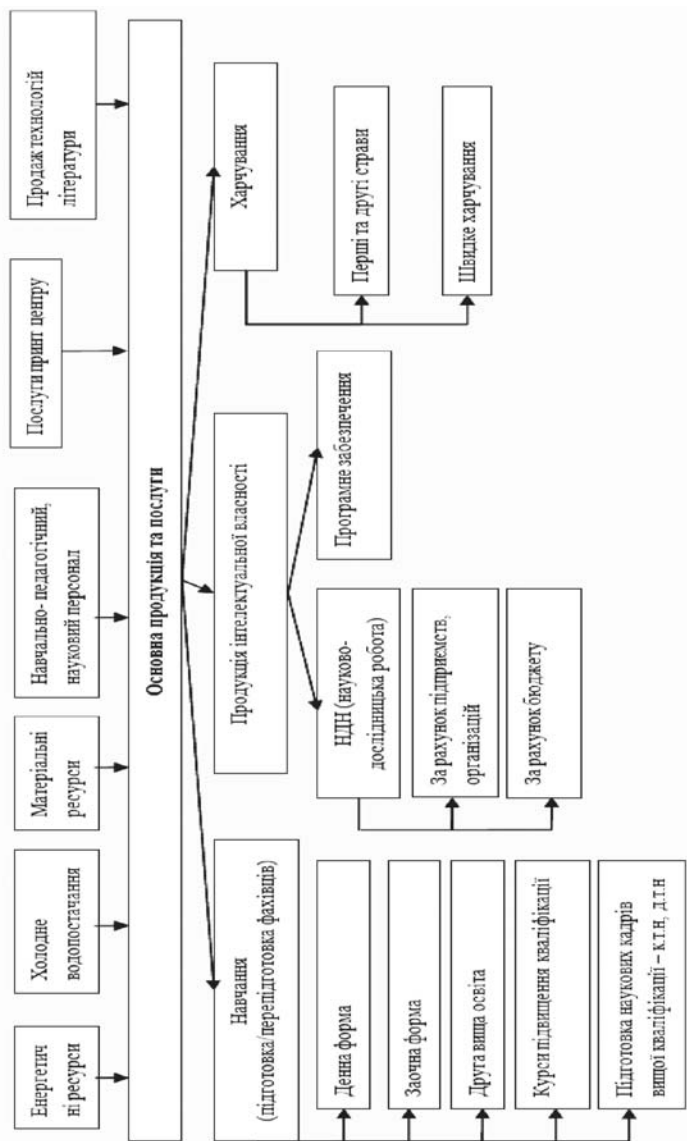 Енергетич
ні ресурси
Холодне
водопостачання
Матеріальні
ресурси
Навчально- педагогічний,
науковий персонал
Послуги принт центру
Продаж технологій
літератури
Основна продукція та послуги
Навчання
(підготовка/перепідготовка фахівців)
Продукція інтелектуальної власності
Харчування
Денна форма
Заочна форма
Друга вища освіта
Курси підвищення кваліфікації
Підготовка наукових кадрів
вищої кваліфікації – к.т.н, д.т.н
НДН (науково-
дослідницька робота)
За рахунок підприємств,
організацій
За рахунок бюджету
Програмне забезпечення
Перші та другі страви
Швидке харчування